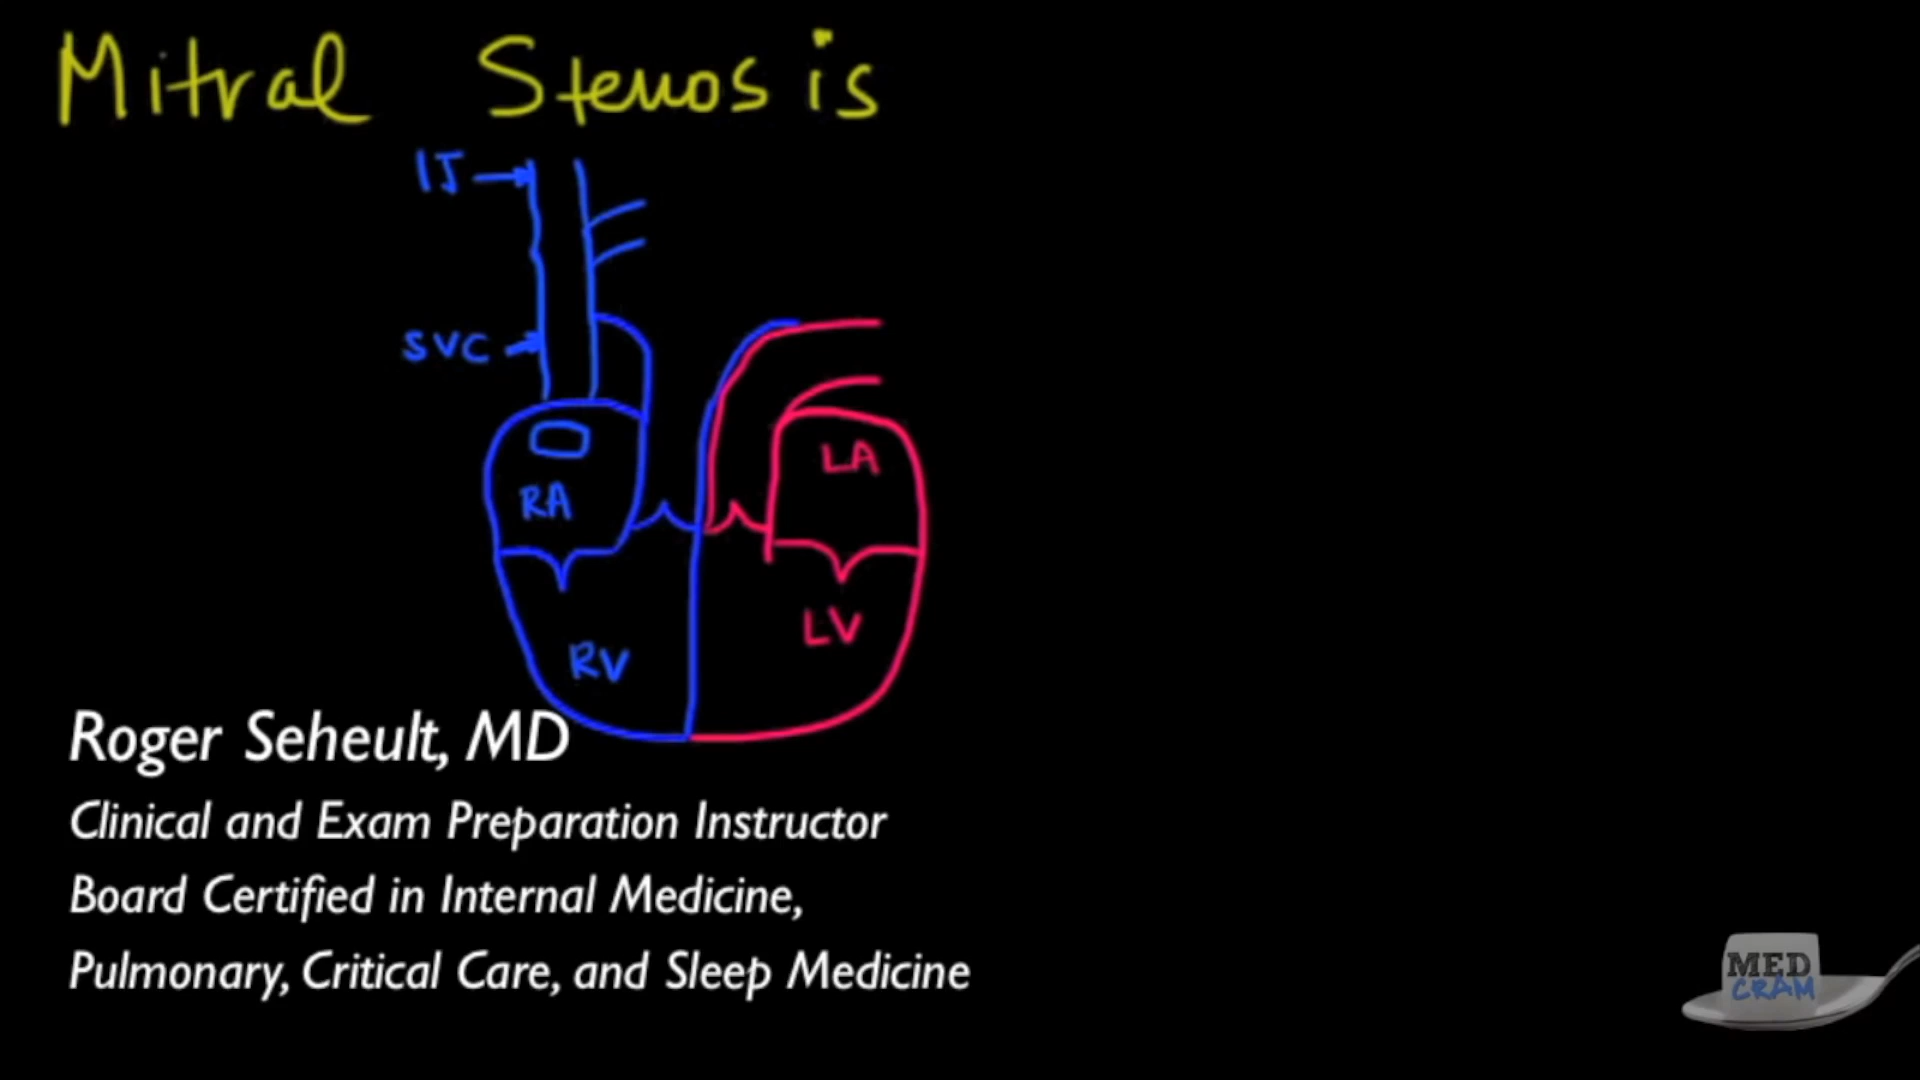 Mitral Stenosis
IJ
SVC
RA
LA
RV
LV
Roger Seheult, MD
Clinical and Exam Preparation Instructor
Board Certified in Internal Medicine,
Pulmonary, Critical Care, and Sleep Medicine
MED
CRAM